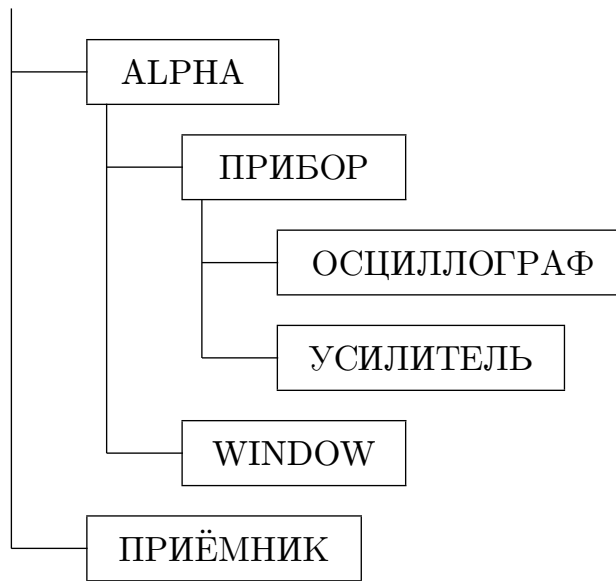 ALPHA
ПРИБОР
ОСЦИЛЛОГРАФ
УСИЛИТЕЛЬ
WINDOW
ПРИЁМНИК